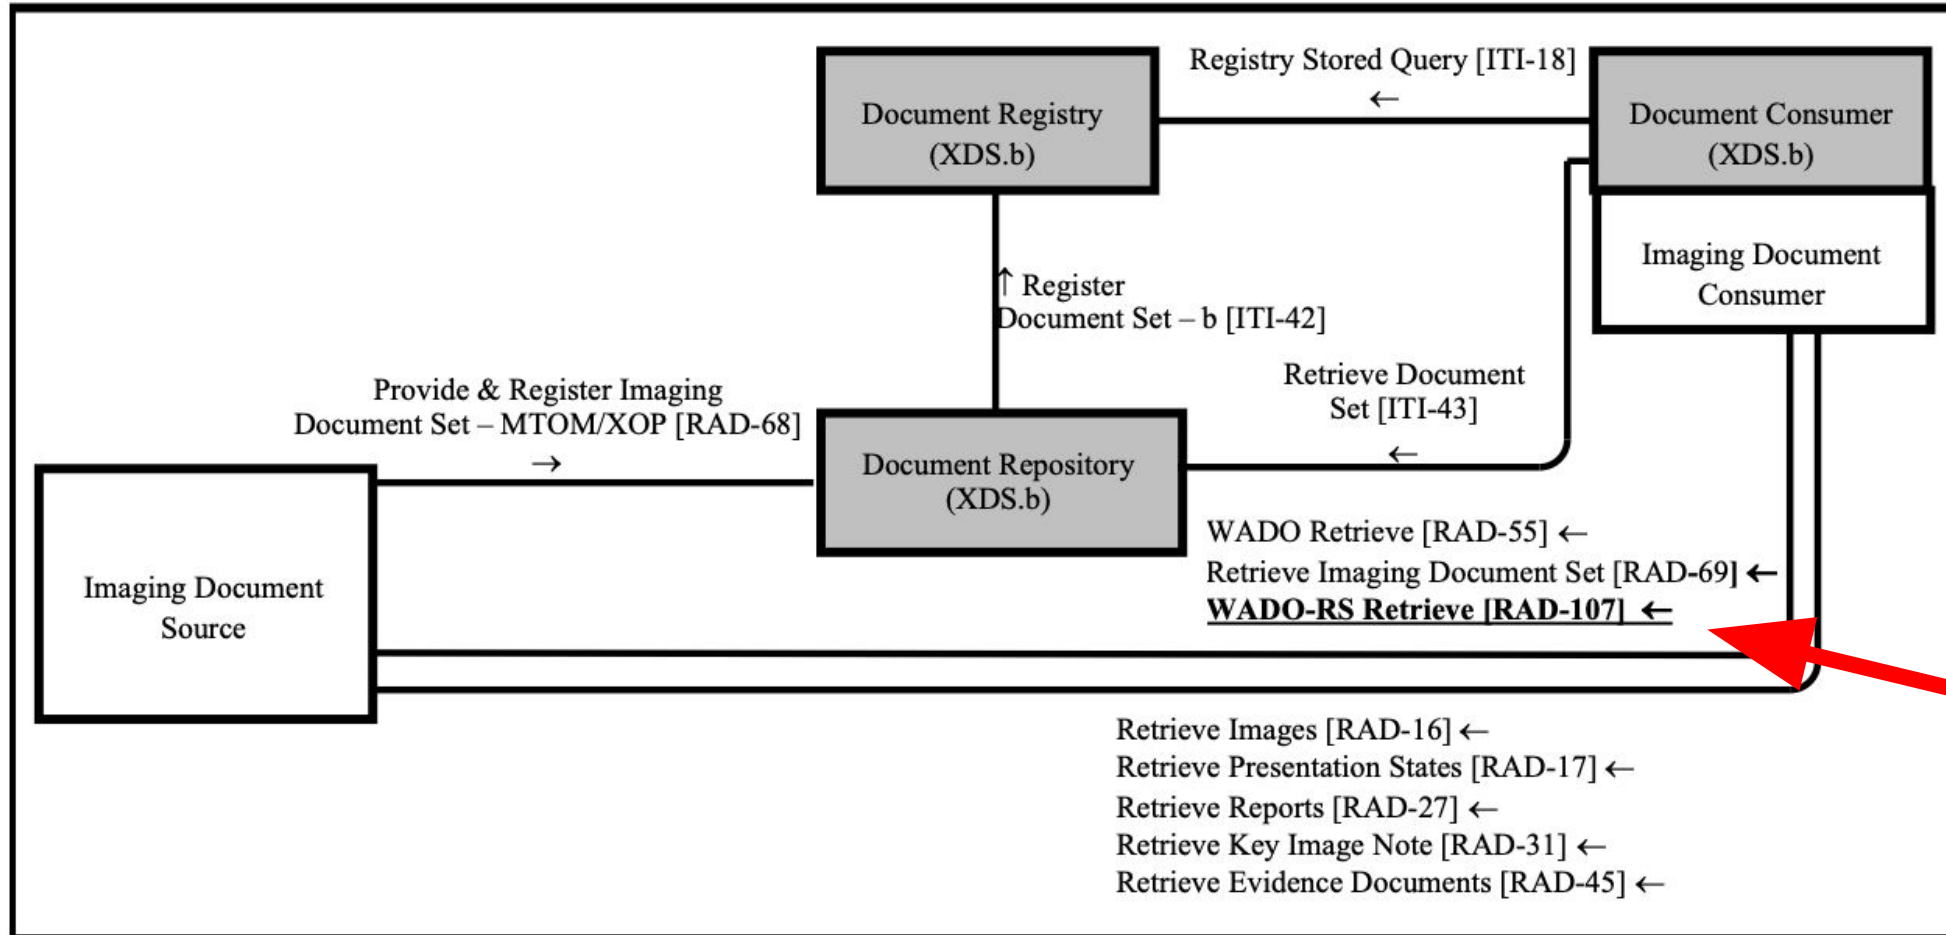 Registry Stored Query [ITI-18]
←
Document Registry
(XDS.b)
Document Consumer
(XDS.b)
Imaging Document
Consumer
↑ Register
Document Set – b [ITI-42]
Provide & Register Imaging
Document Set – MTOM/XOP [RAD-68]
→
Retrieve Document
Set [ITI-43]
←
Document Repository
(XDS.b)
WADO Retrieve [RAD-55] ←
Retrieve Imaging Document Set [RAD-69] ←
WADO-RS Retrieve [RAD-107] ←
Imaging Document
Source
Retrieve Images [RAD-16] ←
Retrieve Presentation States [RAD-17] ←
Retrieve Reports [RAD-27] ←
Retrieve Key Image Note [RAD-31] ←
Retrieve Evidence Documents [RAD-45] ←